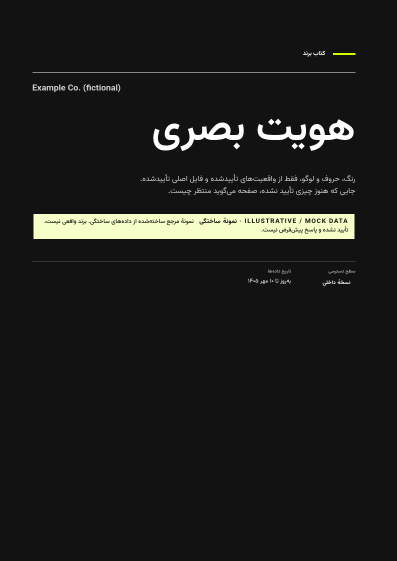 کتاب برند
Example Co. (fictional)
هویت بصری
رنگ، حروف و لوگو، فقط از واقعیت‌های تأییدشده و فایل اصلی تأییدشده.
جایی که هنوز چیزی تأیید نشده، صفحه می‌گوید منتظر چیست.
ILLUSTRATIVE / MOCK DATA · نمونهٔ ساختگی نمونهٔ مرجع ساخته‌شده از داده‌های ساختگی. برند واقعی نیست،
تأیید نشده و پاسخ پیش‌فرض نیست.
سطح دسترسی
نسخهٔ داخلی
تاریخ داده‌ها
به‌روز تا ۱۰ مهر ۱۴۰۵